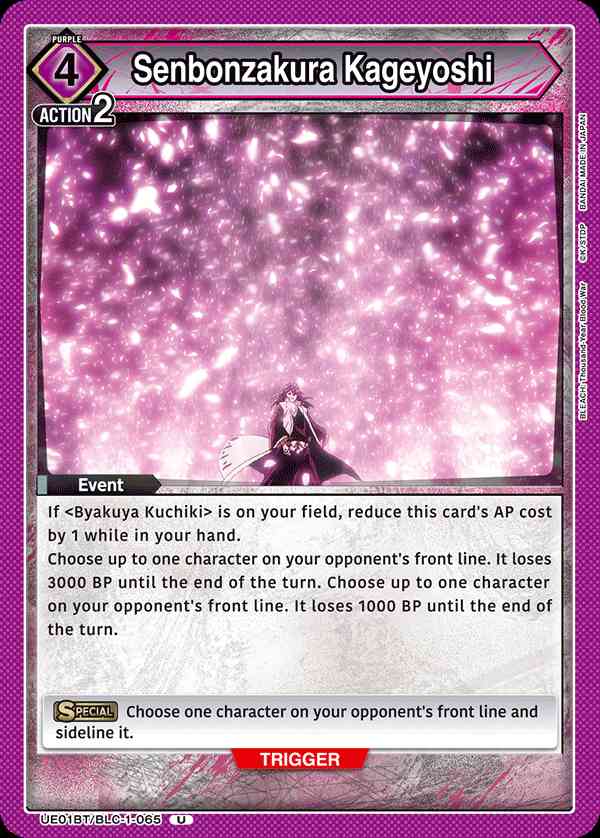 PURPLE
4
Senbonzakura Kageyoshi
ACTION 2
BLEACH: Thousand-Year Blood War ©K/STDP BANDAI MADE IN JAPAN
Event
If <Byakuya Kuchiki> is on your field, reduce this card's AP cost
by 1 while in your hand.
Choose up to one character on your opponent's front line. It loses
3000 BP until the end of the turn. Choose up to one character
on your opponent's front line. It loses 1000 BP until the end of
the turn.
SPECIAL Choose one character on your opponent's front line and
sideline it.
TRIGGER
UE01BT/BLC-1-065 U